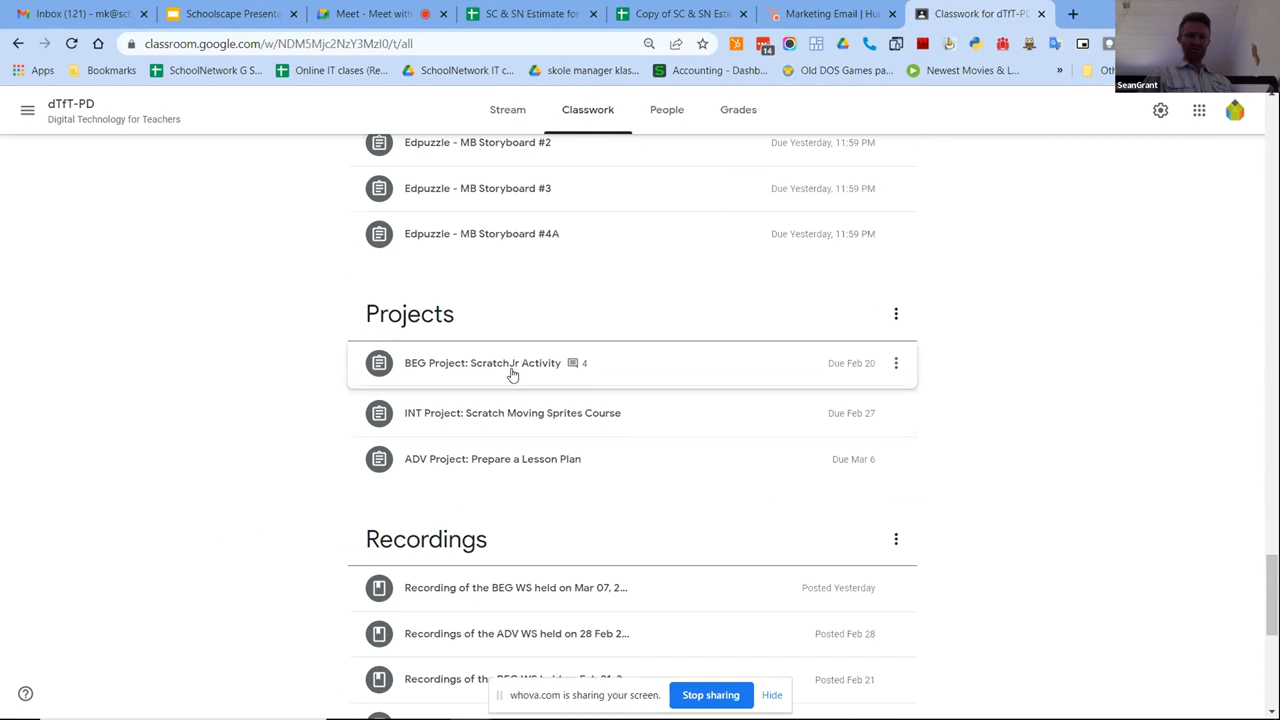 Inbox (16) - mk@sch
Schoolscape Presenta
Meet - Meeting
SC & SN Estimate for
Copy of SC & SN Esti
Marketing Email | Hu
Classwork for dTfT-PD
classroom.google.com/w/NDM5Mjc2NzY3MzI0/t/all
14
Apps
Bookmarks
SchoolNetwork G S
Online IT classes (Re...
SchoolNetwork IT C
skole manager klas...
Accounting - Dashb...
Old DOS Games pa...
Newest Movies & L
»
SeanGrant
dTfT-PD
Digital Technology for Teachers
Stream
Classwork
People
Grades
Edpuzzle - MB Storyboard #2
Due Yesterday, 11:59 PM
Edpuzzle - MB Storyboard #3
Due Yesterday, 11:59 PM
Edpuzzle - MB Storyboard #4A
Due Yesterday, 11:59 PM
Projects
BEG Project: ScratchJr Activity
4
Due Feb 20
INT Project: Scratch Moving Sprites Course
Due Feb 27
ADV Project: Prepare a Lesson Plan
Due Mar 6
Recordings
Recording of the BEG WS held on Mar 07, 2...
Posted Yesterday
Recordings of the ADV WS held on 28 Feb 2...
Posted Feb 28
Recordings of the
Posted Feb 21
whova.com is sharing your screen.
Stop sharing
Hide